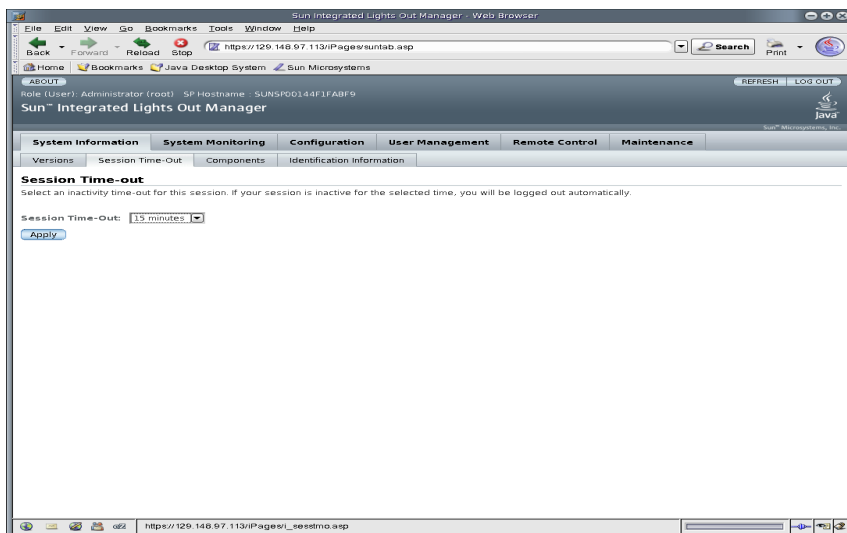 Sun Integrated Lights Out Manager - Web Browser
File Edit View Go Bookmarks Tools Window Help
Back Forward Reload Stop https://129.148.97.113/iPages/suntab.asp Search Print
Home Bookmarks Java Desktop System Sun Microsystems
ABOUT REFRESH LOG OUT
Role (User): Administrator (root) SP Hostname : SUNSP00144F1FABF9
Sun™ Integrated Lights Out Manager
Java
Sun™ Microsystems, Inc.
System Information System Monitoring Configuration User Management Remote Control Maintenance
Versions Session Time-Out Components Identification Information
Session Time-out
Select an inactivity time-out for this session. If your session is inactive for the selected time, you will be logged out automatically.
Session Time-Out: 15 minutes
Apply
https://129.148.97.113/iPages/i_sesstmo.asp